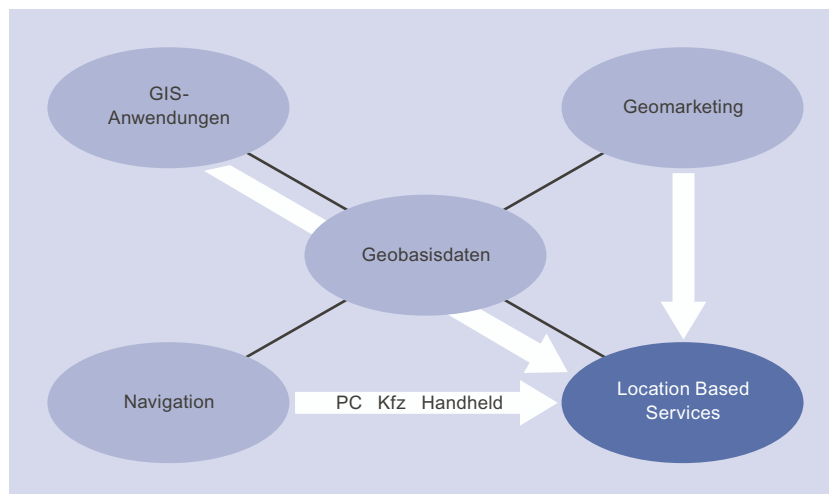 GIS-
Anwendungen
Geomarketing
Geobasisdaten
Navigation
PC Kfz Handheld
Location Based
Services